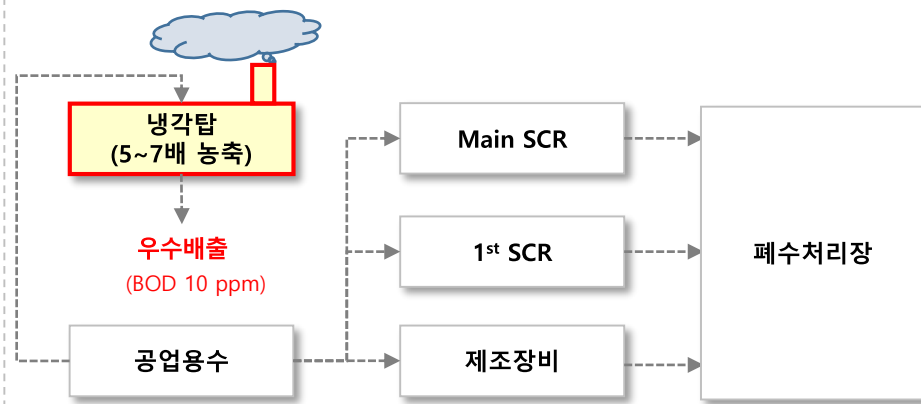 냉각탑
(5~7배 농축)
우수배출
(BOD 10 ppm)
공업용수
Main SCR
1st SCR
제조장비
폐수처리장